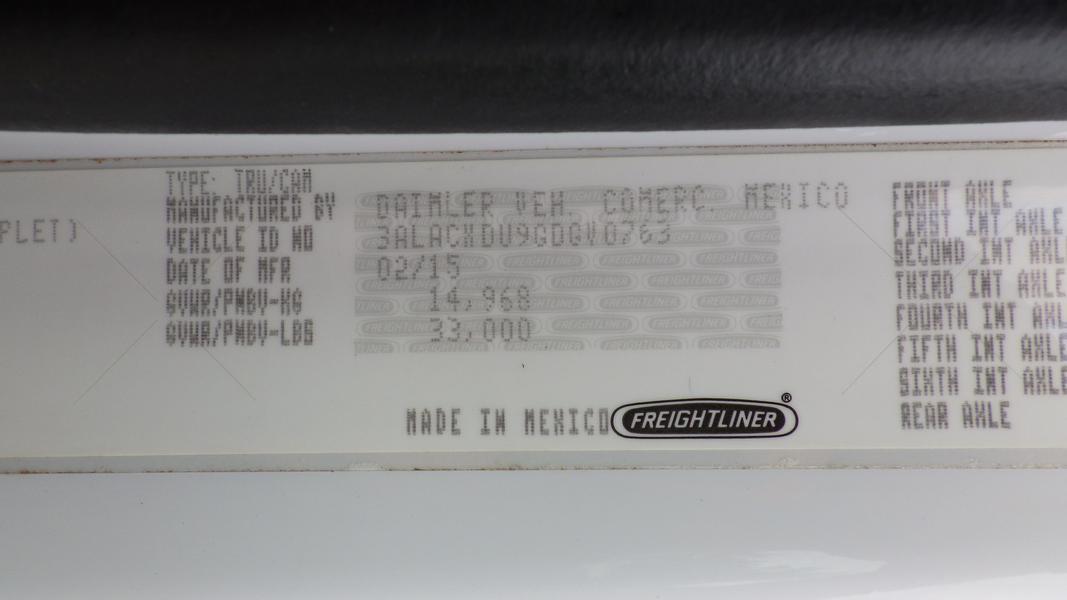 PLET)
TYPE: TRU/CAM
MANUFACTURED BY DAIMLER VEH. COMERC. MEXICO
VEHICLE ID NO 3ALACXDU9GDGV0763
DATE OF MFR 02/15
GVWR/PNBV-KG 14,968
GVWR/PNBV-LBS 33,000
MADE IN MEXICO FREIGHTLINER®
FRONT AXLE
FIRST INT AXLE
SECOND INT AXL
THIRD INT AXLE
FOURTH INT AXL
FIFTH INT AXLE
SIXTH INT AXLE
REAR AXLE